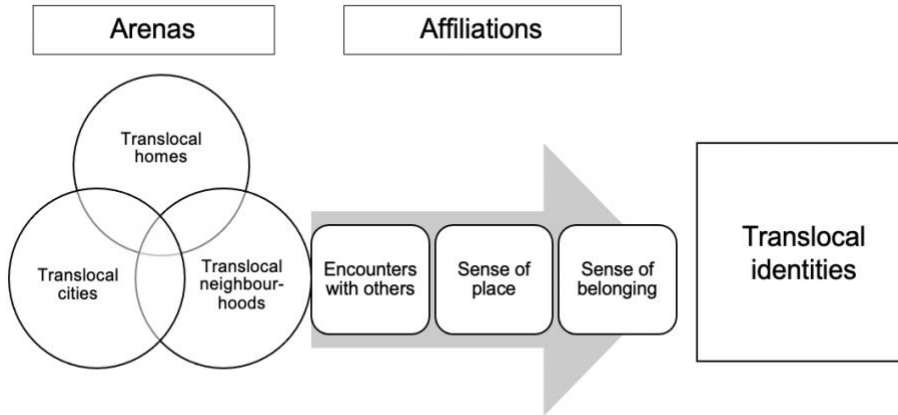 Arenas
Affiliations
Translocal
homes
Translocal
cities
Translocal
neighbour-
hoods
Encounters
with others
Sense of
place
Sense of
belonging
Translocal
identities